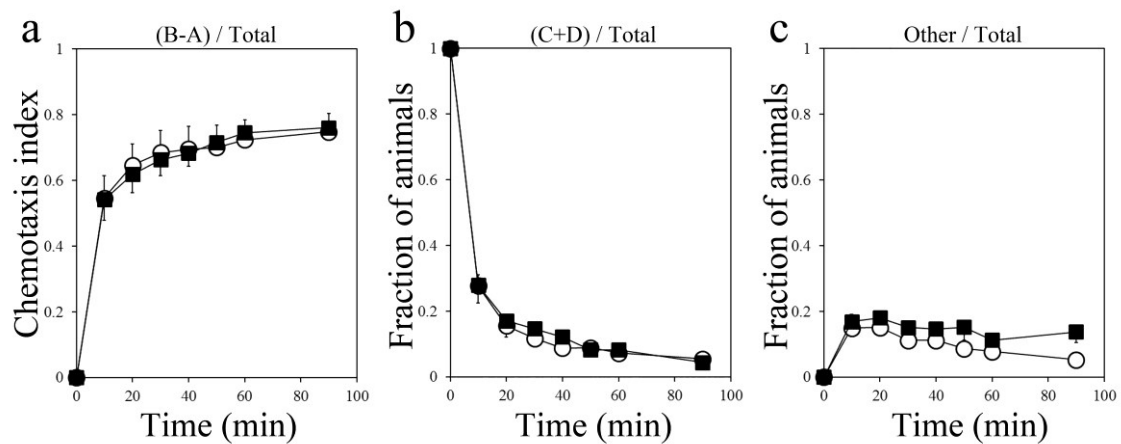 a
(B-A) / Total
Chemotaxis index
1
0.8
0.6
0.4
0.2
0
0 20 40 60 80 100
Time (min)
b
(C+D) / Total
Fraction of animals
1
0.8
0.6
0.4
0.2
0
0 20 40 60 80 100
Time (min)
c
Other / Total
Fraction of animals
1
0.8
0.6
0.4
0.2
0
0 20 40 60 80 100
Time (min)